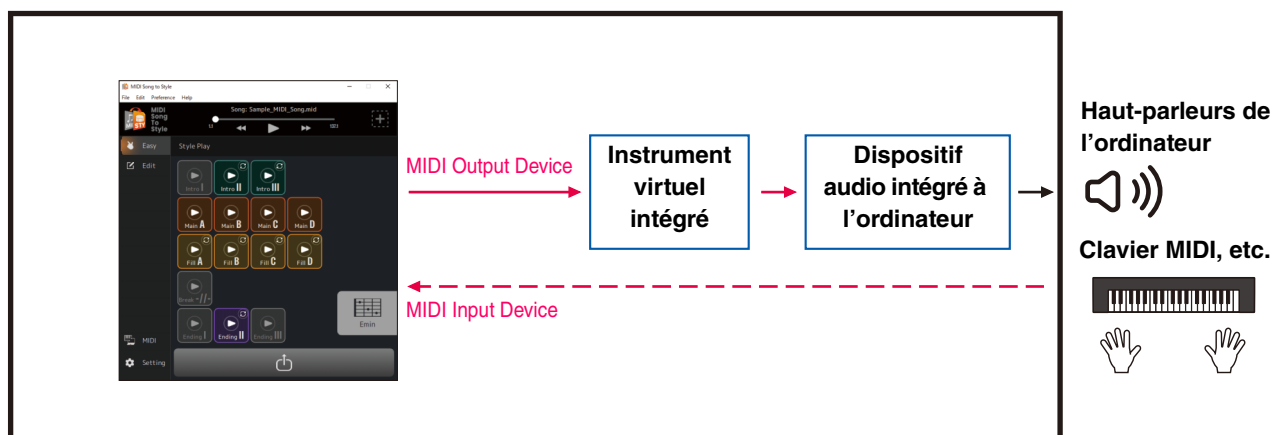 MIDI Song to Style
File Edit Preference Help
MIDI
Song
To
Style
Song: Sample_MIDI_Song.mid
Easy
Style Play
Edit
Intro I
Intro II
Intro III
Main A
Main B
Main C
Main D
Fill A
Fill B
Fill C
Fill D
Break -//-
Ending I
Ending II
Ending III
Emin
MIDI
Setting
MIDI Output Device
Instrument
virtuel
intégré
Dispositif
audio intégré à
l’ordinateur
MIDI Input Device
Haut-parleurs de
l’ordinateur
Clavier MIDI, etc.